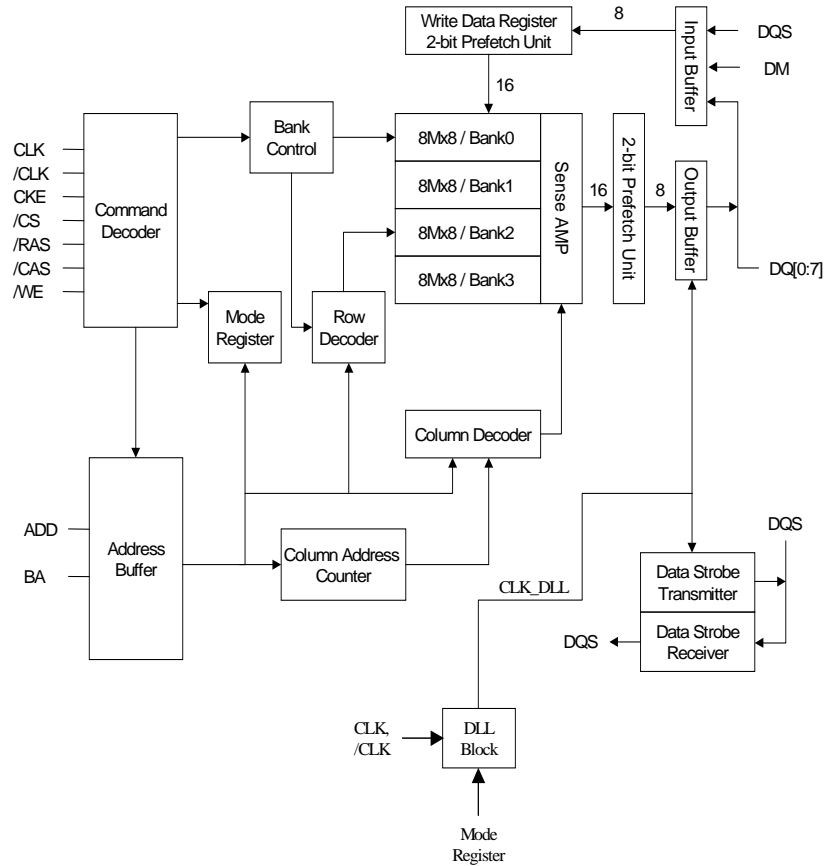 Write Data Register
2-bit Prefetch Unit
8
Input Buffer
DQS
DM
16
Bank
Control
8Mx8 / Bank0
8Mx8 / Bank1
8Mx8 / Bank2
8Mx8 / Bank3
Sense AMP
16
2-bit Prefetch Unit
8
Output Buffer
DQ[0:7]
CLK
/CLK
CKE
/CS
/RAS
/CAS
/WE
Command
Decoder
Mode
Register
Row
Decoder
Column Decoder
ADD
BA
Address
Buffer
Column Address
Counter
CLK_DLL
DQS
Data Strobe
Transmitter
Data Strobe
Receiver
DQS
CLK,
/CLK
DLL
Block
Mode
Register